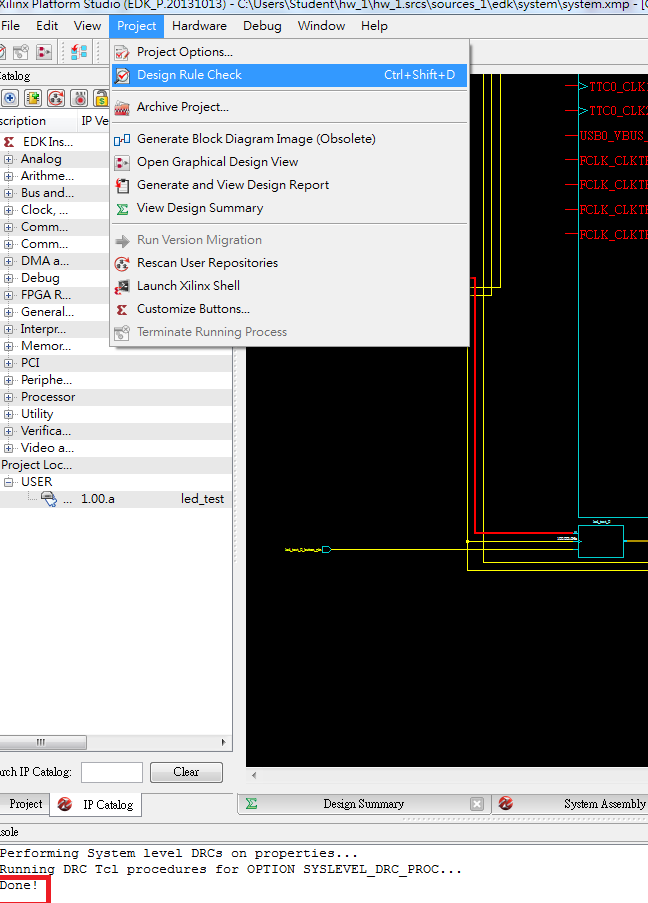 Xilinx Platform Studio (EDK_P.20131013) - C:\Users\Student\hw_1\hw_1.srcs\sources_1\edk\system\system.xmp - [
File Edit View Project Hardware Debug Window Help
Project Options...
Design Rule Check Ctrl+Shift+D
Archive Project...
Generate Block Diagram Image (Obsolete)
Open Graphical Design View
Generate and View Design Report
View Design Summary
Run Version Migration
Rescan User Repositories
Launch Xilinx Shell
Customize Buttons...
Terminate Running Process
atalog
scription IP Ve
EDK Ins...
Analog
Arithme...
Bus and...
Clock, ...
Comm...
Comm...
DMA a...
Debug
FPGA R...
General...
Interpr...
Memor...
PCI
Periphe...
Processor
Utility
Verifica...
Video a...
Project Loc...
USER
... 1.00.a led_test
TTC0_CLK
TTC0_CLK
USB0_VBUS_
FCLK_CLKT
FCLK_CLKT
FCLK_CLKT
FCLK_CLKT
led_test_0
arch IP Catalog: Clear
Project IP Catalog
Design Summary System Assembly
sole
Performing System level DRCs on properties...
Running DRC Tcl procedures for OPTION SYSLEVEL_DRC_PROC...
Done!